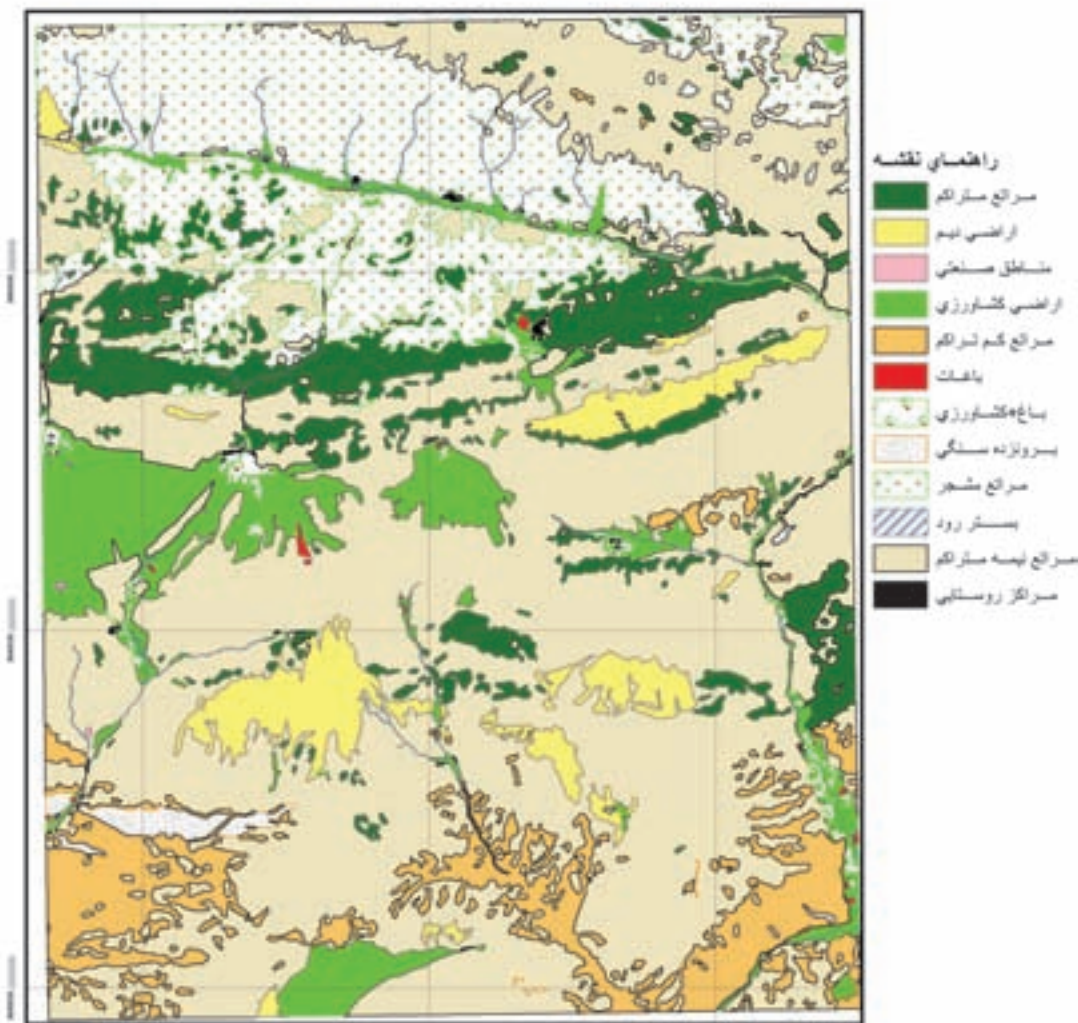 راهنمای نقشه
مراتع متراکم
اراضی دیم
مناطق صنعتی
اراضی کشاورزی
مراتع کم تراکم
باغات
باغ+کشاورزی
برونزده سنگی
مراتع مشجر
بستر رود
مراتع نیمه متراکم
مراکز روستایی